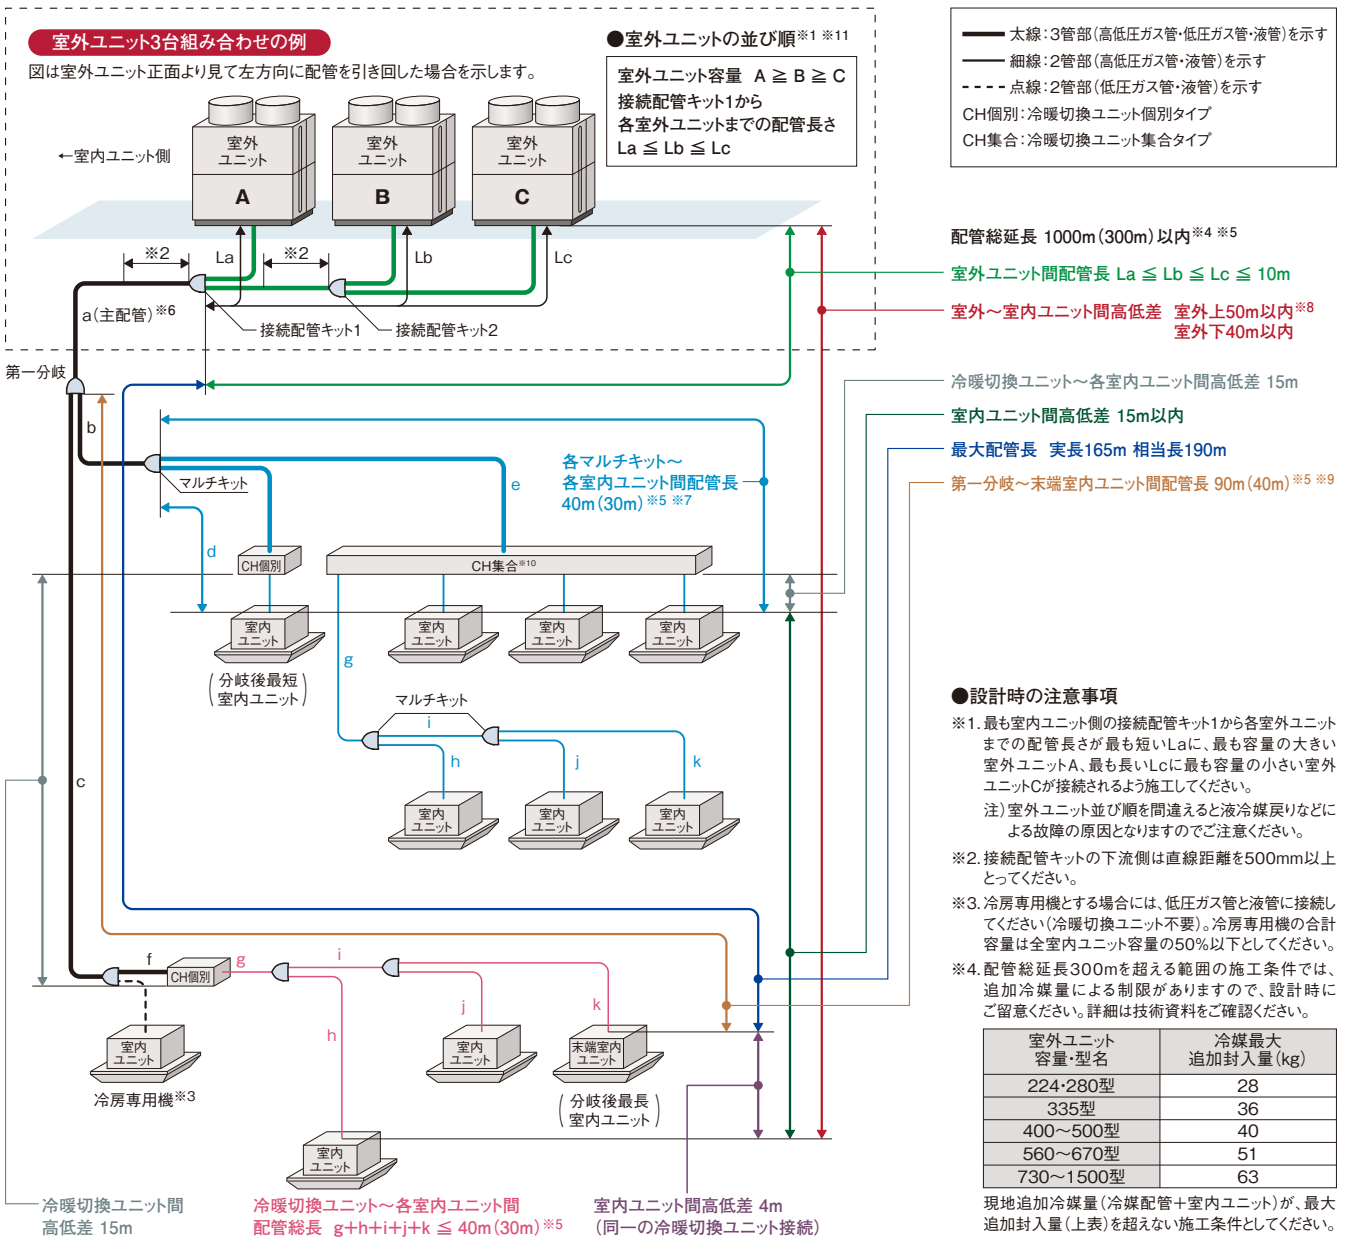 室外ユニット3台組み合わせの例
図は室外ユニット正面より見て左方向に配管を引き回した場合を示します。
●室外ユニットの並び順※1 ※11
室外ユニット容量 A ≧ B ≧ C
接続配管キット1から
各室外ユニットまでの配管長さ
La ≦ Lb ≦ Lc
太線：3管部（高低圧ガス管・低圧ガス管・液管）を示す
細線：2管部（高低圧ガス管・液管）を示す
点線：2管部（低圧ガス管・液管）を示す
CH個別：冷暖切換ユニット個別タイプ
CH集合：冷暖切換ユニット集合タイプ
←室内ユニット側
室外
ユニット
A
室外
ユニット
B
室外
ユニット
C
※2
La
※2
Lb
Lc
a（主配管）※6
接続配管キット1
接続配管キット2
配管総延長 1000m（300m）以内※4 ※5
室外ユニット間配管長 La ≦ Lb ≦ Lc ≦ 10m
室外～室内ユニット間高低差 室外上50m以内※8
室外下40m以内
冷暖切換ユニット～各室内ユニット間高低差 15m
室内ユニット間高低差 15m以内
最大配管長 実長165m 相当長190m
第一分岐～末端室内ユニット間配管長 90m（40m）※5 ※9
第一分岐
b
マルチキット
e
各マルチキット～
各室内ユニット間配管長
40m（30m）※5 ※7
d
CH個別
CH集合※10
室内
ユニット
室内
ユニット
室内
ユニット
室内
ユニット
（分岐後最短
室内ユニット）
g
マルチキット
i
h
j
k
室内
ユニット
室内
ユニット
室内
ユニット
c
f
CH個別
g
i
j
k
h
室内
ユニット
冷房専用機※3
室内
ユニット
末端室内
ユニット
（分岐後最長
室内ユニット）
室内
ユニット
冷暖切換ユニット間
高低差 15m
冷暖切換ユニット～各室内ユニット間
配管総長 g+h+i+j+k ≦ 40m（30m）※5
室内ユニット間高低差 4m
（同一の冷暖切換ユニット接続）
●設計時の注意事項
※1.最も室内ユニット側の接続配管キット1から各室外ユニット
までの配管長さが最も短いLaに、最も容量の大きい
室外ユニットA、最も長いLcに最も容量の小さい室外
ユニットCが接続されるよう施工してください。
注）室外ユニット並び順を間違えると液冷媒戻りなどに
よる故障の原因となりますのでご注意ください。
※2.接続配管キットの下流側は直線距離を500mm以上
とってください。
※3.冷房専用機とする場合には、低圧ガス管と液管に接続し
てください（冷暖切換ユニット不要）。冷房専用機の合計
容量は全室内ユニット容量の50%以下としてください。
※4.配管総延長300mを超える範囲の施工条件では、
追加冷媒量による制限がありますので、設計時に
ご留意ください。詳細は技術資料をご確認ください。
室外ユニット
容量・型名
冷媒最大
追加封入量（kg）
224・280型 28
335型 36
400～500型 40
560～670型 51
730～1500型 63
現地追加冷媒量（冷媒配管＋室内ユニット）が、最大
追加封入量（上表）を超えない施工条件としてください。